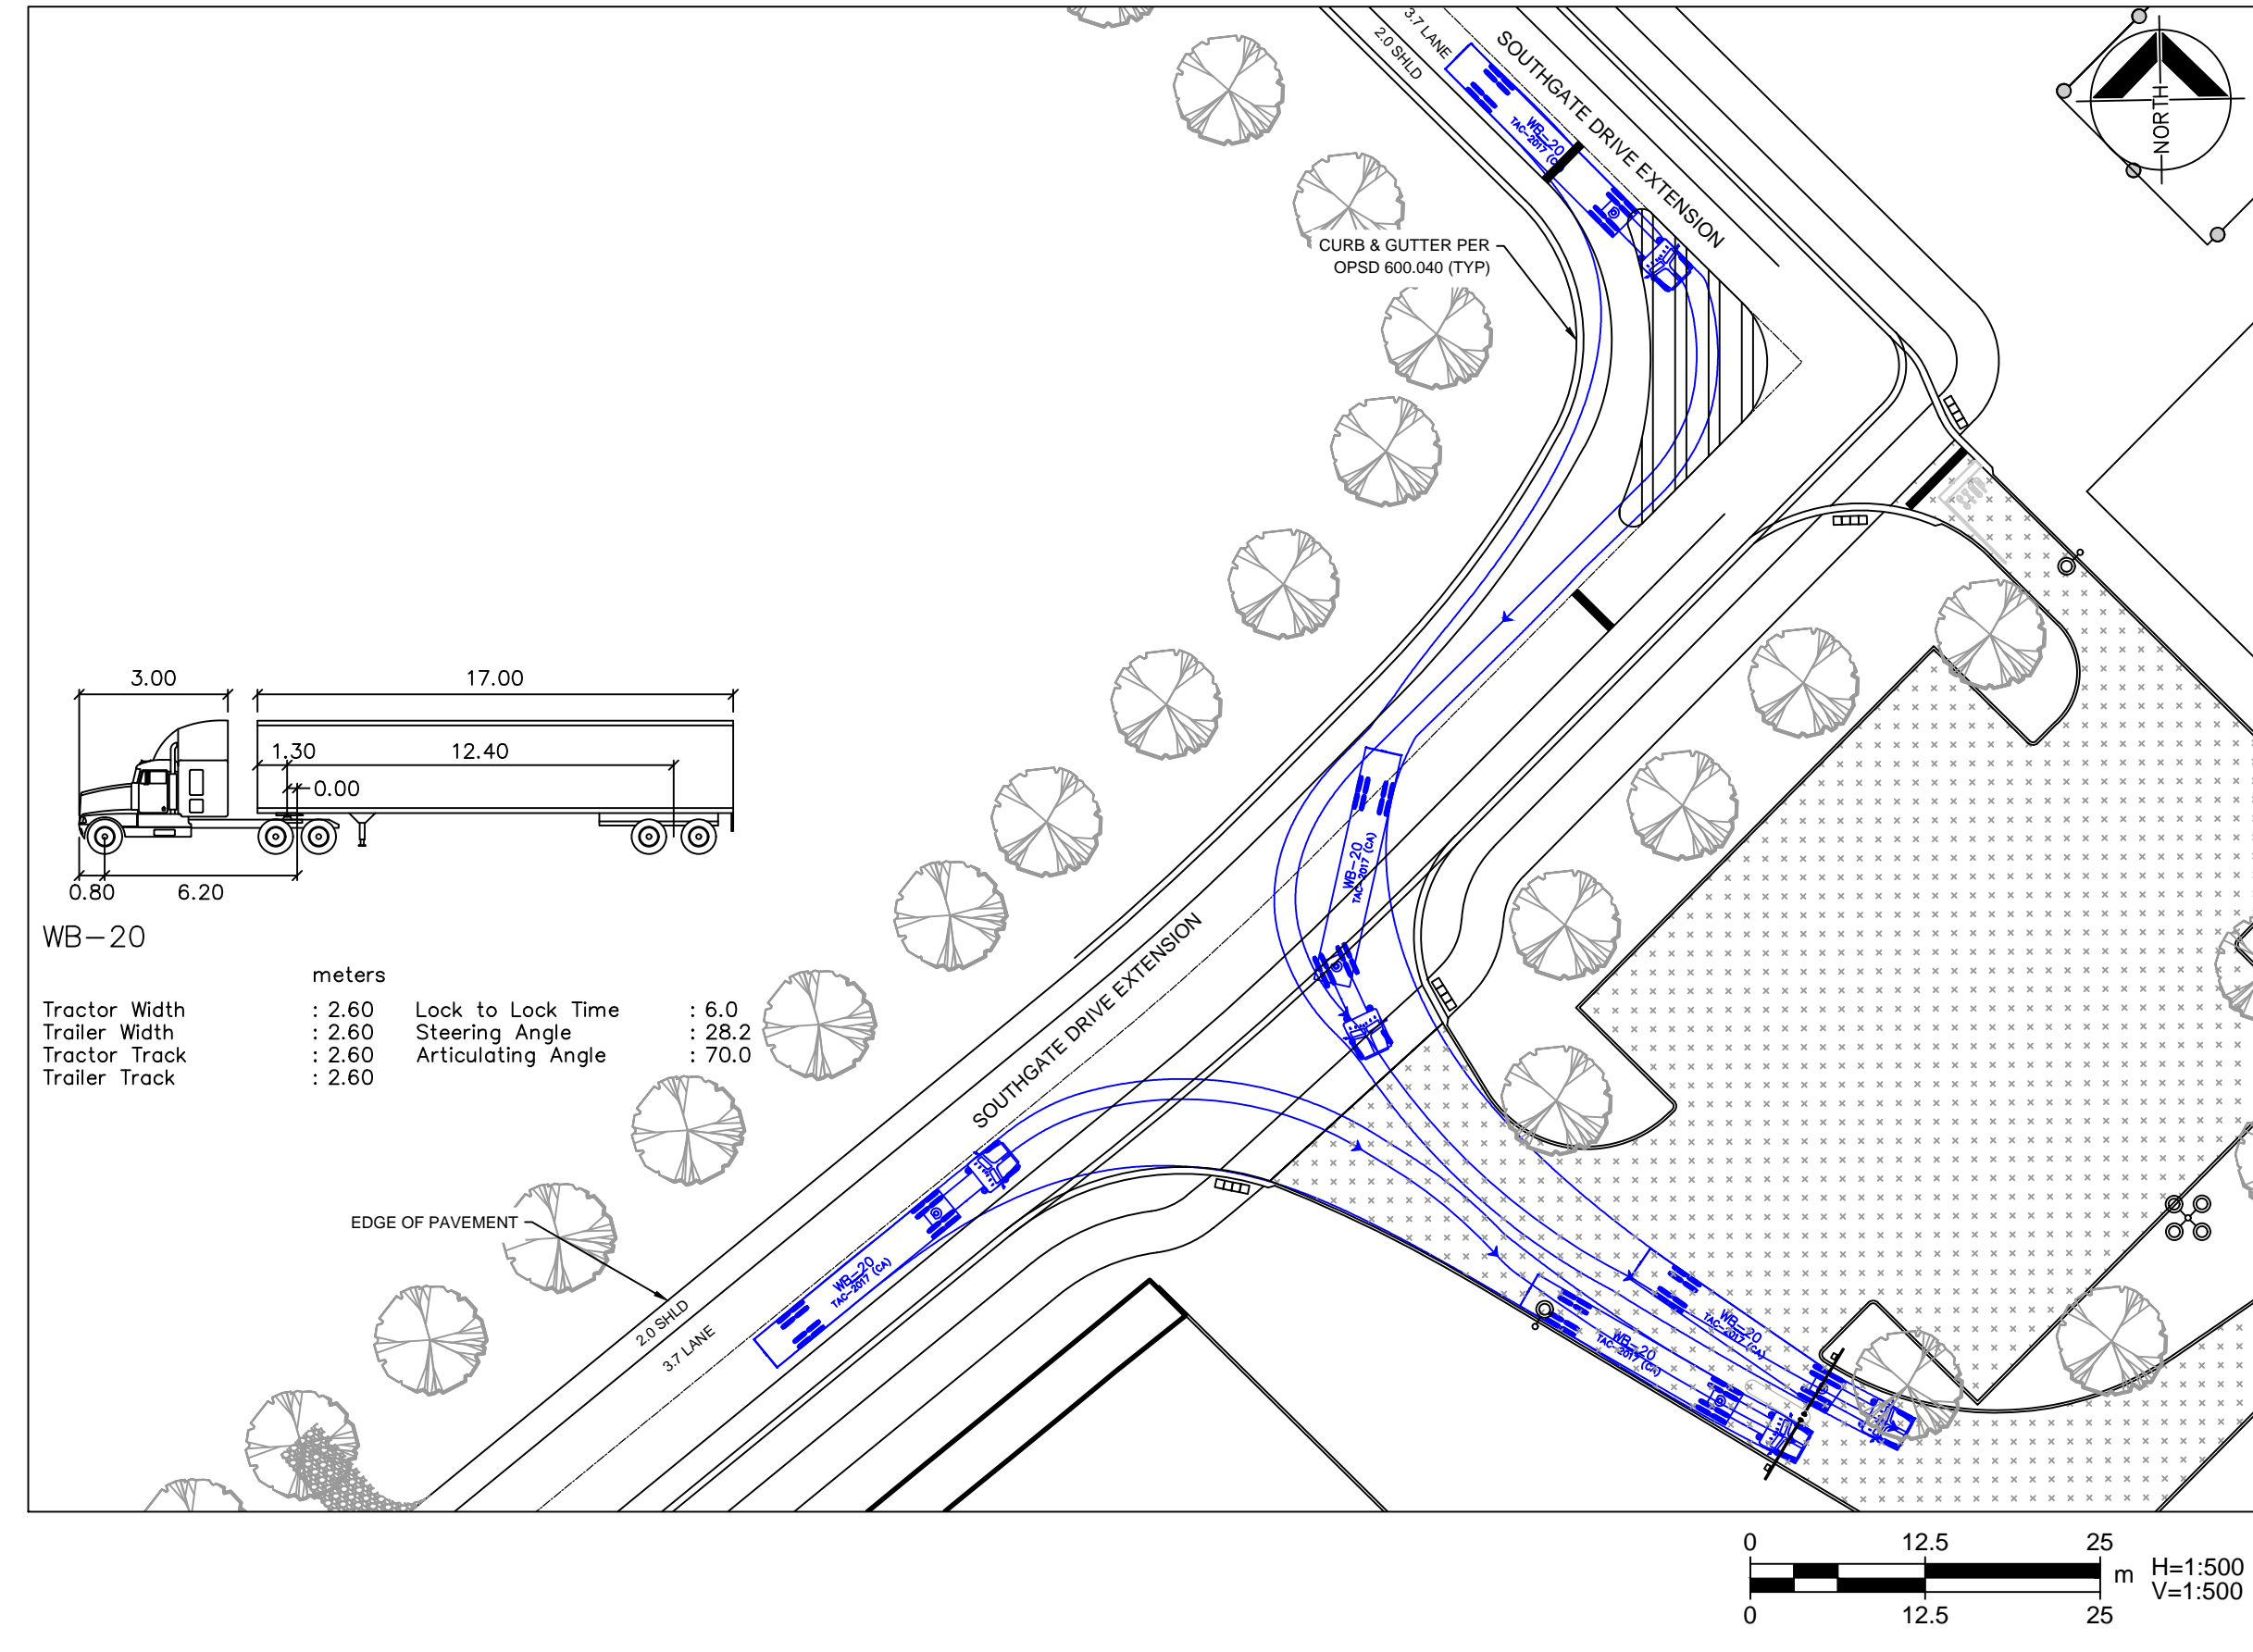 3.7 LANE
2.0 SHLD
SOUTHGATE DRIVE EXTENSION
NORTH
WB-20
TAC-2017 (CA)
CURB & GUTTER PER
OPSD 600.040 (TYP)
3.00
17.00
1.30
12.40
0.00
0.80
6.20
WB-20
meters
Tractor Width : 2.60 Lock to Lock Time : 6.0
Trailer Width : 2.60 Steering Angle : 28.2
Tractor Track : 2.60 Articulating Angle : 70.0
Trailer Track : 2.60
WB-20
TAC-2017 (CA)
SOUTHGATE DRIVE EXTENSION
EDGE OF PAVEMENT
WB-20
TAC-2017 (CA)
2.0 SHLD
3.7 LANE
WB-20
TAC-2017 (CA)
WB-20
TAC-2017 (CA)
0 12.5 25
m H=1:500
V=1:500
0 12.5 25